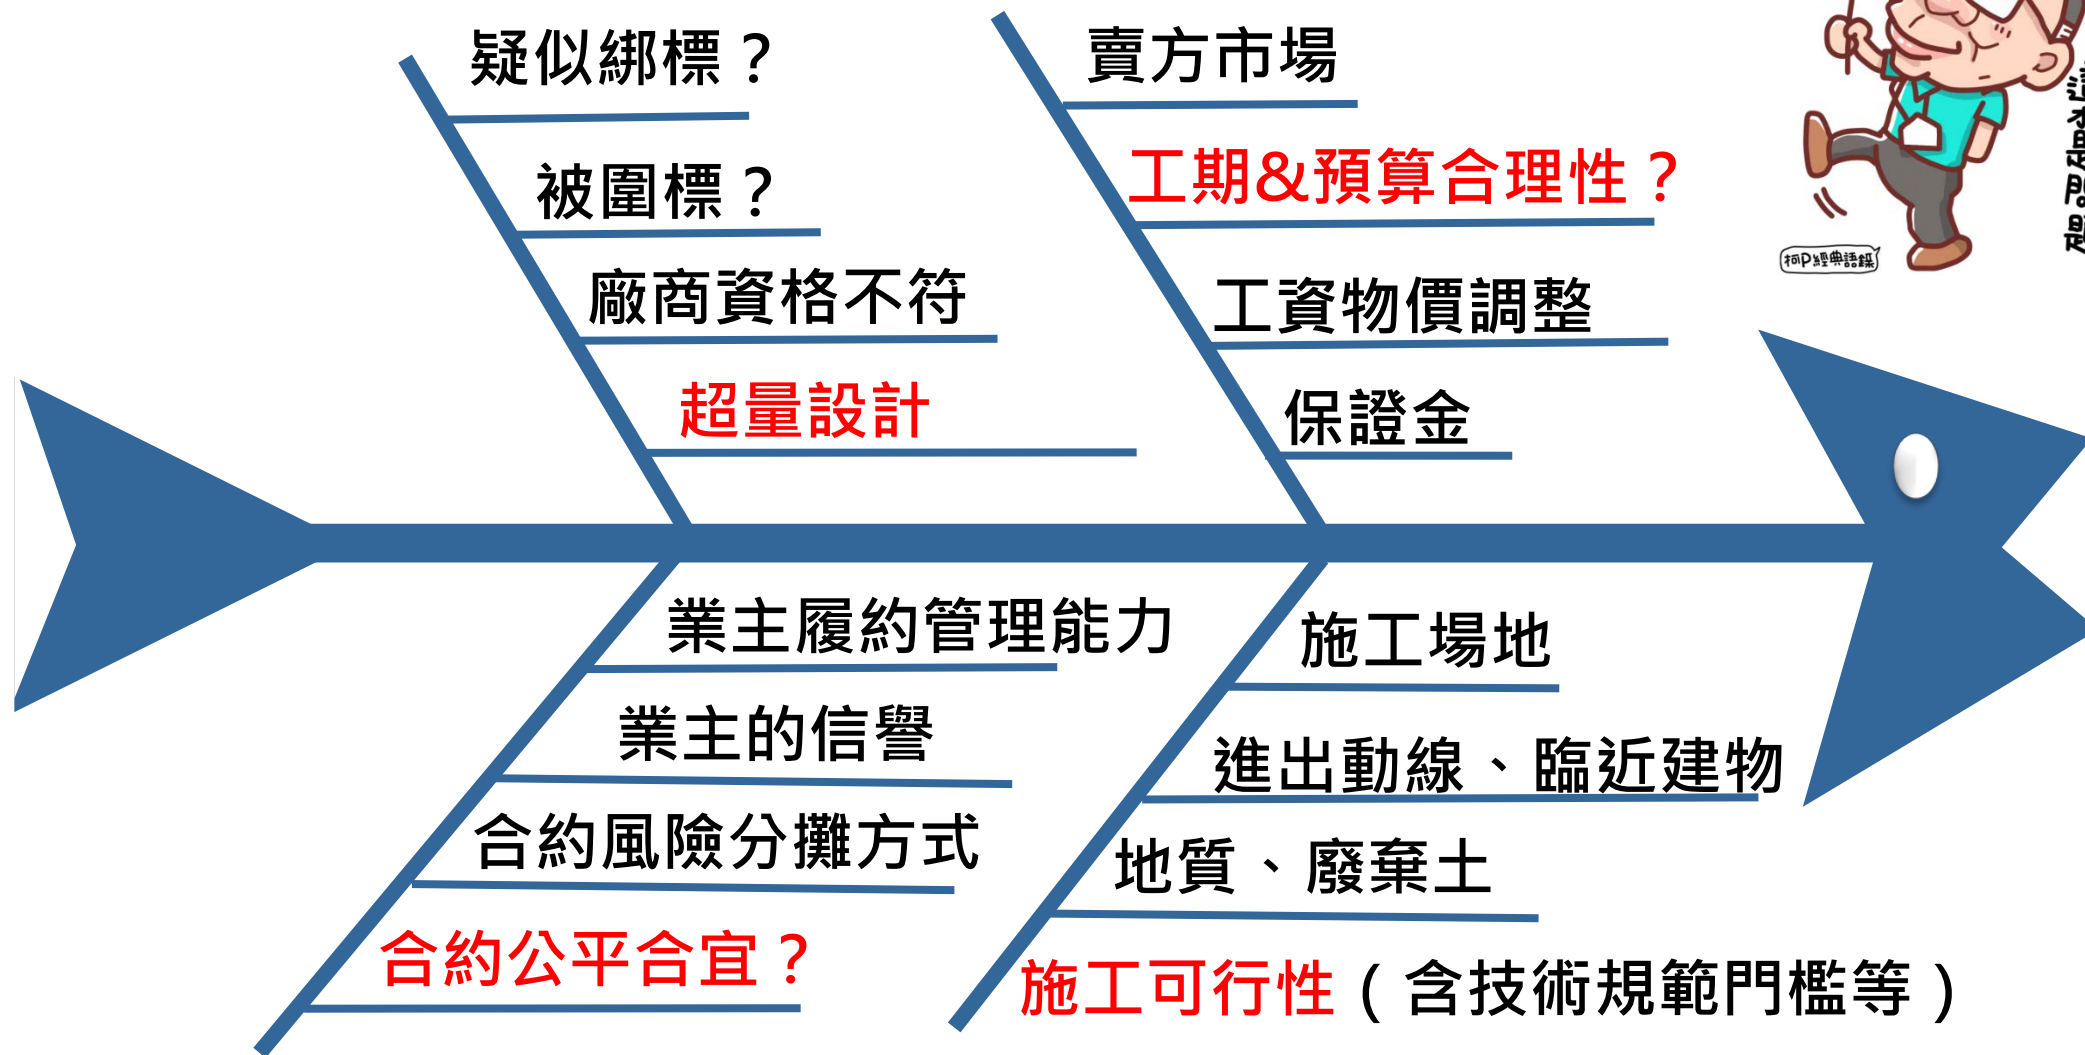 疑似綁標？
被圍標？
廠商資格不符
超量設計
賣方市場
工期&預算合理性？
工資物價調整
保證金
柯P經典語錄
業主履約管理能力
業主的信譽
合約風險分攤方式
合約公平合宜？
施工場地
進出動線、臨近建物
地質、廢棄土
施工可行性（含技術規範門檻等）